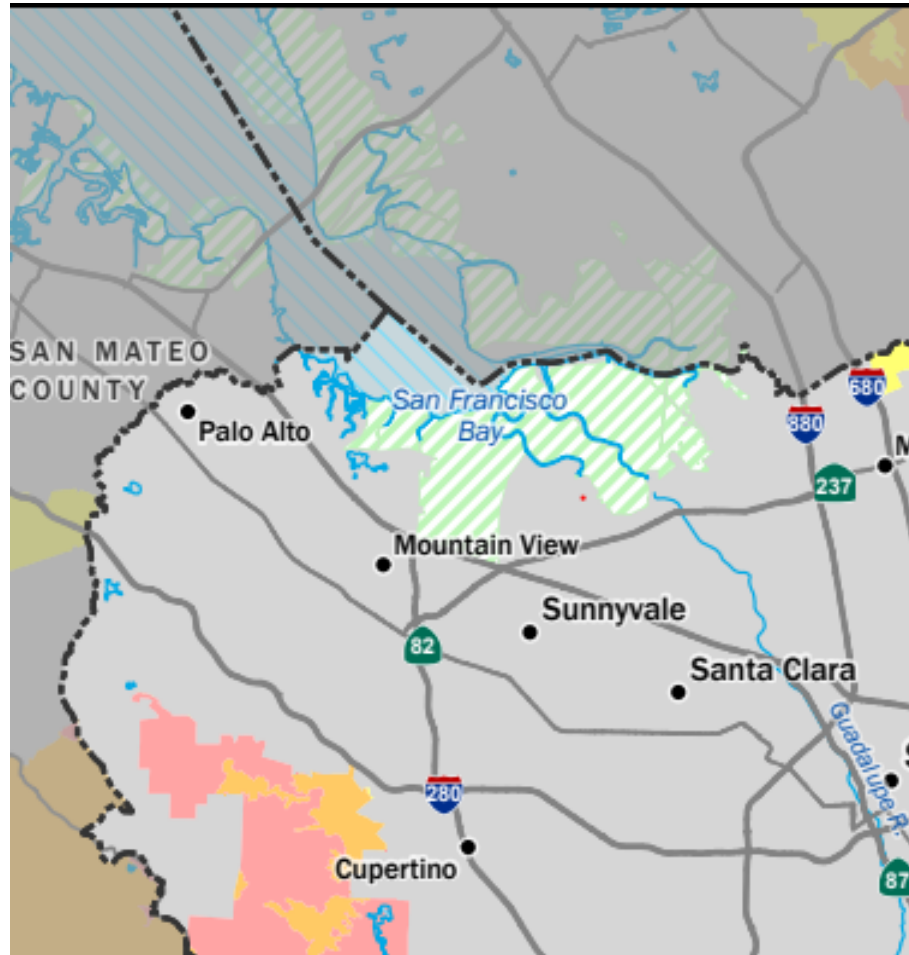 SAN MATEO
COUNTY
San Francisco
Bay
Palo Alto
680
880
M
237
Mountain View
Sunnyvale
82
Santa Clara
Guadalupe R.
S
280
Cupertino
87